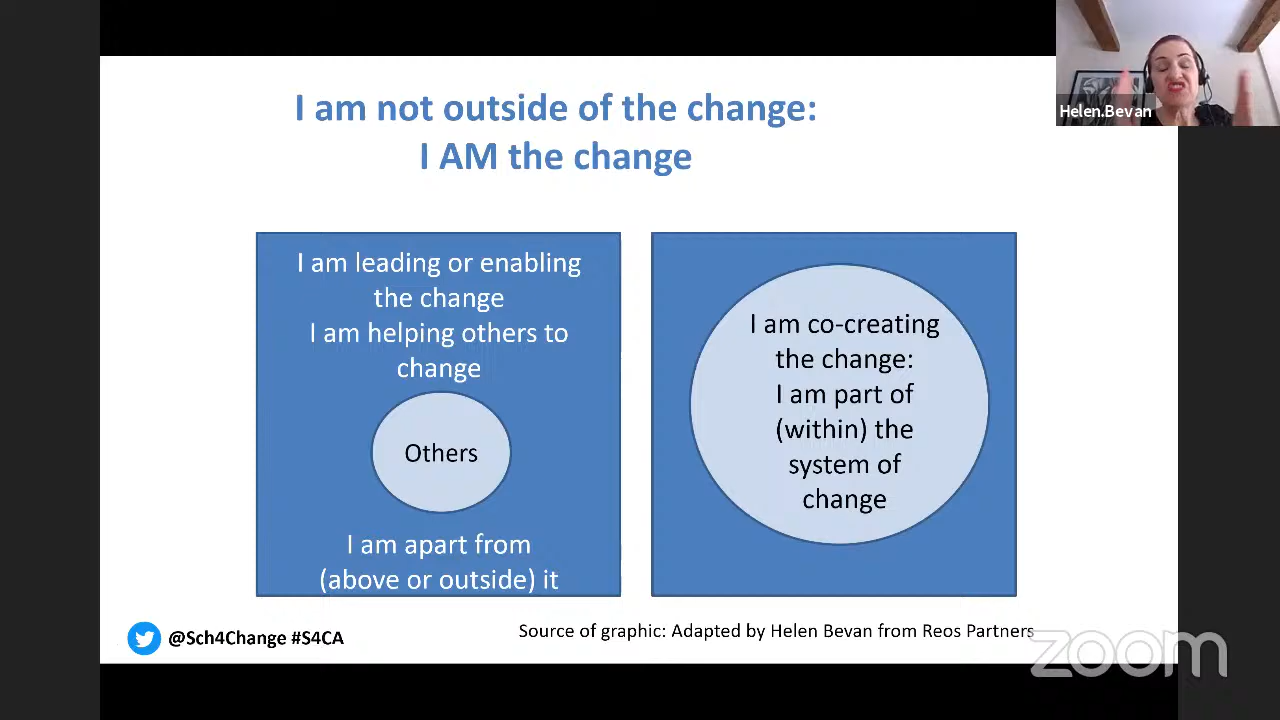 I am not outside of the change:
I AM the change
Helen.Bevan
I am leading or enabling
the change
I am helping others to
change
Others
I am apart from
(above or outside) it
I am co-creating
the change:
I am part of
(within) the
system of
change
@Sch4Change #S4CA
Source of graphic: Adapted by Helen Bevan from Reos Partners
zoom